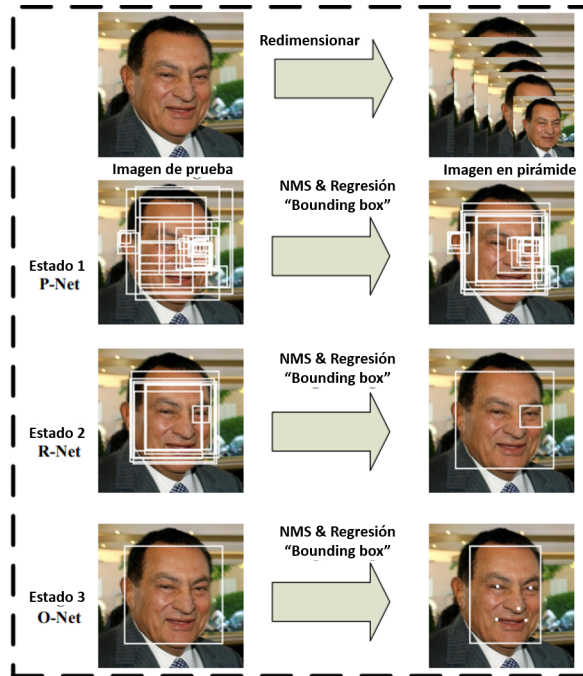 Redimensionar
Imagen de prueba
Imagen en pirámide
NMS & Regresión
“Bounding box”
Estado 1
P-Net
NMS & Regresión
“Bounding box”
Estado 2
R-Net
NMS & Regresión
“Bounding box”
Estado 3
O-Net